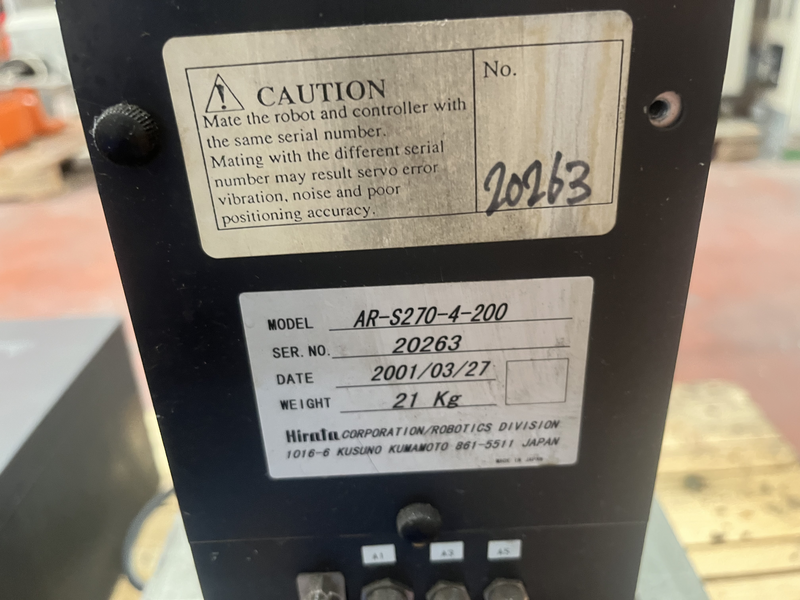 CAUTION
Mate the robot and controller with
the same serial number.
Mating with the different serial
number may result servo error
vibration, noise and poor
positioning accuracy.
No.
20263
MODEL AR-S270-4-200
SER. NO. 20263
DATE 2001/03/27
WEIGHT 21 Kg
Hirata CORPORATION/ROBOTICS DIVISION
1016-6 KUSUNO KUMAMOTO 861-5511 JAPAN
MADE IN JAPAN
A1 A3 A5